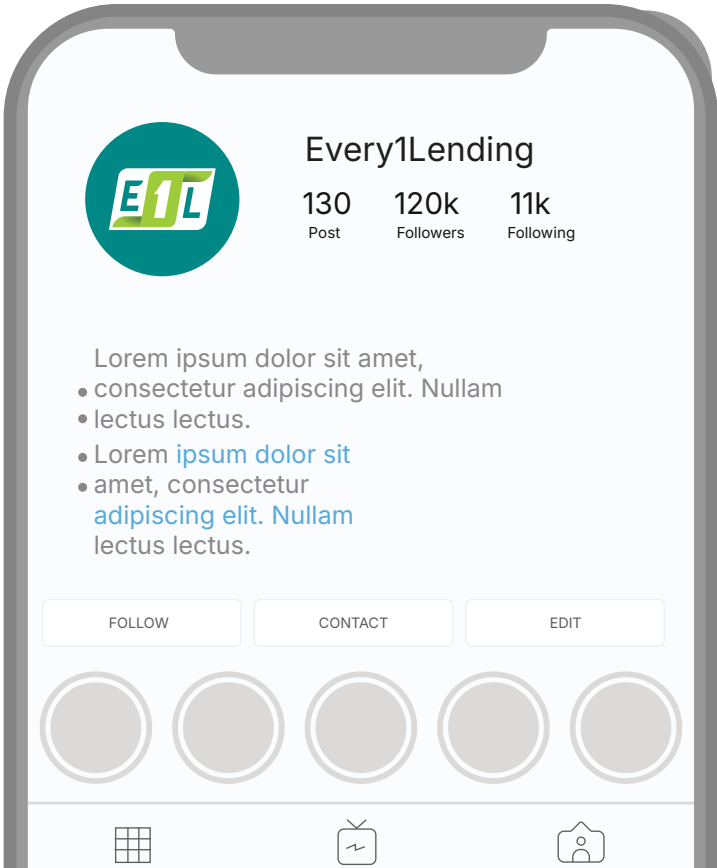 E1L
Every1Lending
130 120k 11k
Post Followers Following
Lorem ipsum dolor sit amet,
• consectetur adipiscing elit. Nullam
• lectus lectus.
• Lorem ipsum dolor sit
• amet, consectetur
adipiscing elit. Nullam
lectus lectus.
FOLLOW CONTACT EDIT